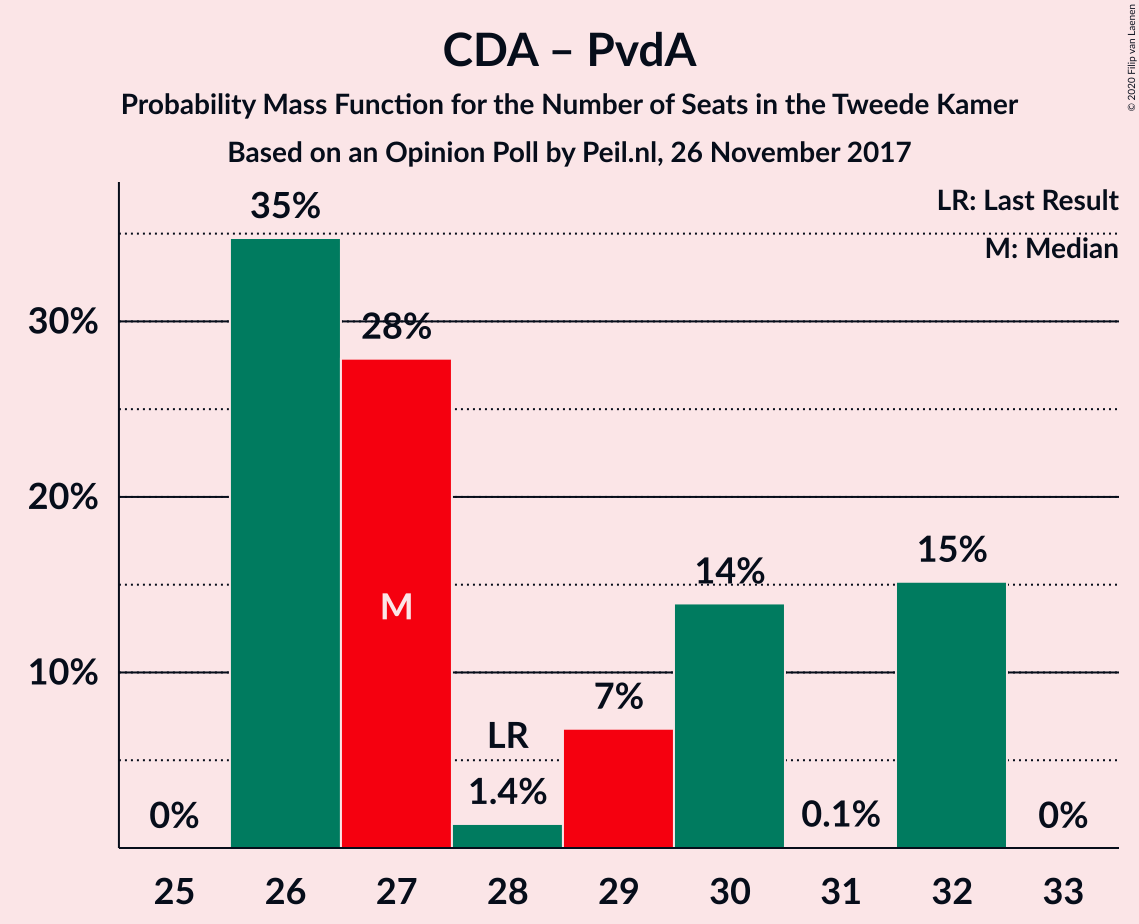 CDA – PvdA
Probability Mass Function for the Number of Seats in the Tweede Kamer
Based on an Opinion Poll by Peil.nl, 26 November 2017
© 2020 Filip van Laenen
LR: Last Result
M: Median
30%
20%
10%
0%
35%
28%
M
LR
1.4%
7%
14%
0.1%
15%
0%
25 26 27 28 29 30 31 32 33